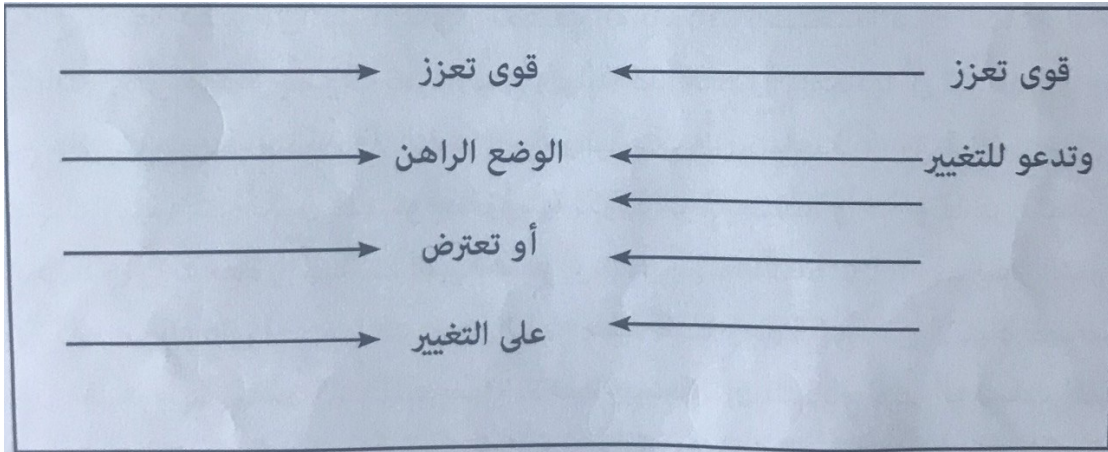 قوى تعزز
وتدعو للتغيير
قوى تعزز
الوضع الراهن
أو تعترض
على التغيير